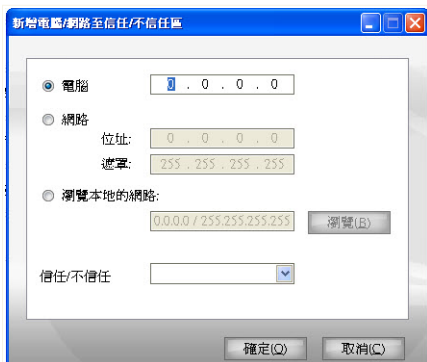 新增電腦/網路至信任/不信任區
電腦 0 . 0 . 0 . 0
網路
位址: 0 . 0 . 0 . 0
遮罩: 255 . 255 . 255 . 255
瀏覽本地的網路:
0.0.0.0 / 255.255.255.255 瀏覽(B)
信任/不信任
確定(O) 取消(C)